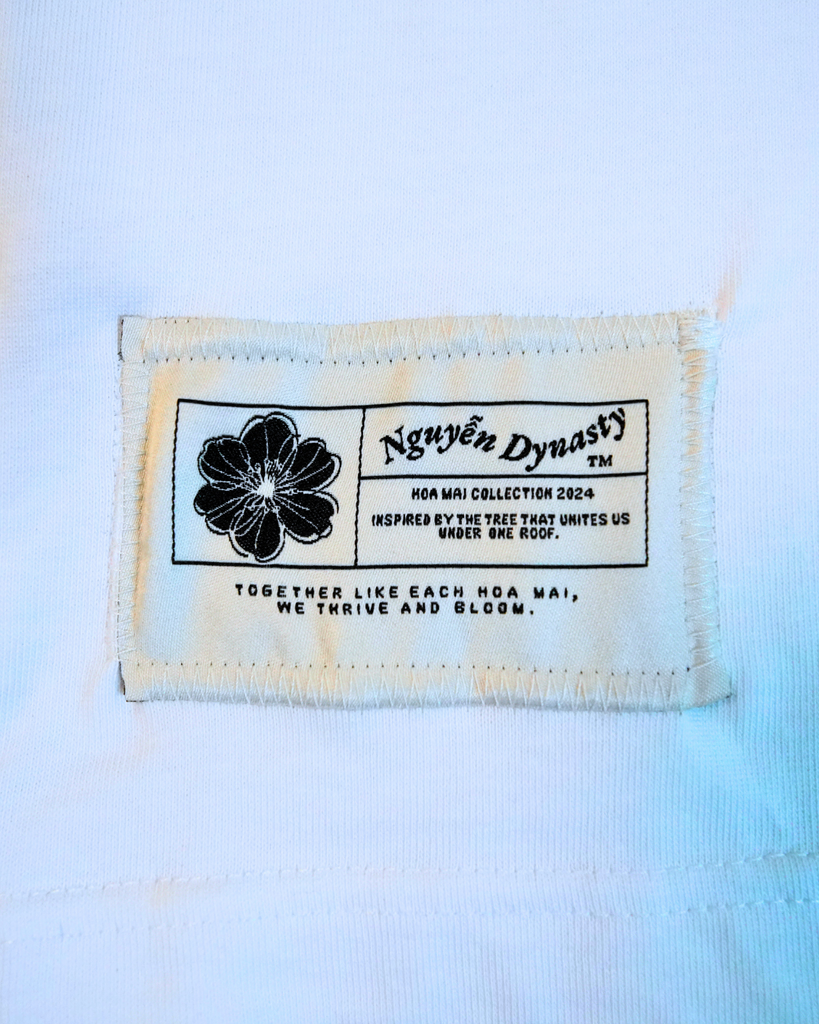 Nguyễn Dynasty
TM
HOA MAI COLLECTION 2024
INSPIRED BY THE TREE THAT UNITES US
UNDER ONE ROOF.
TOGETHER LIKE EACH HOA MAI,
WE THRIVE AND BLOOM.